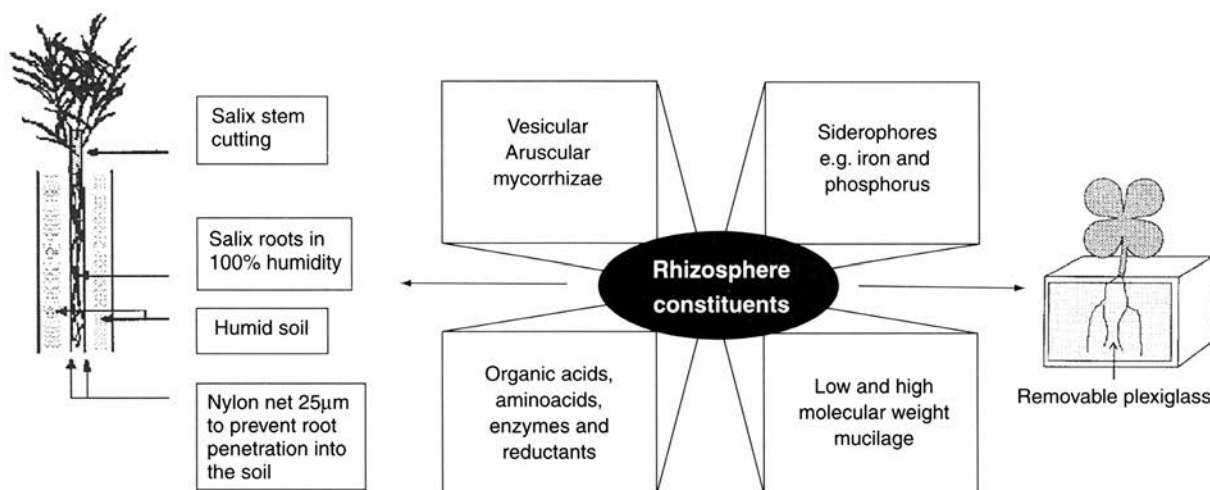 Salix stem
cutting
Salix roots in
100% humidity
Humid soil
Nylon net 25μm
to prevent root
penetration into
the soil
Vesicular
Aruscular
mycorrhizae
Siderophores
e.g. iron and
phosphorus
Rhizosphere
constituents
Organic acids,
aminoacids,
enzymes and
reductants
Low and high
molecular weight
mucilage
Removable plexiglass